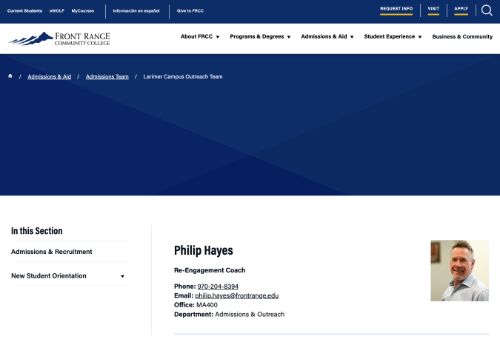 Current Students eWOLF MyCourses Información en español Give to FRCC REQUEST INFO VISIT APPLY
FRONT RANGE
COMMUNITY COLLEGE
About FRCC Programs & Degrees Admissions & Aid Student Experience Business & Community
/ Admissions & Aid / Admissions Team / Larimer Campus Outreach Team
In this Section
Admissions & Recruitment
New Student Orientation
Philip Hayes
Re-Engagement Coach
Phone: 970-204-8394
Email: philip.hayes@frontrange.edu
Office: MA400
Department: Admissions & Outreach